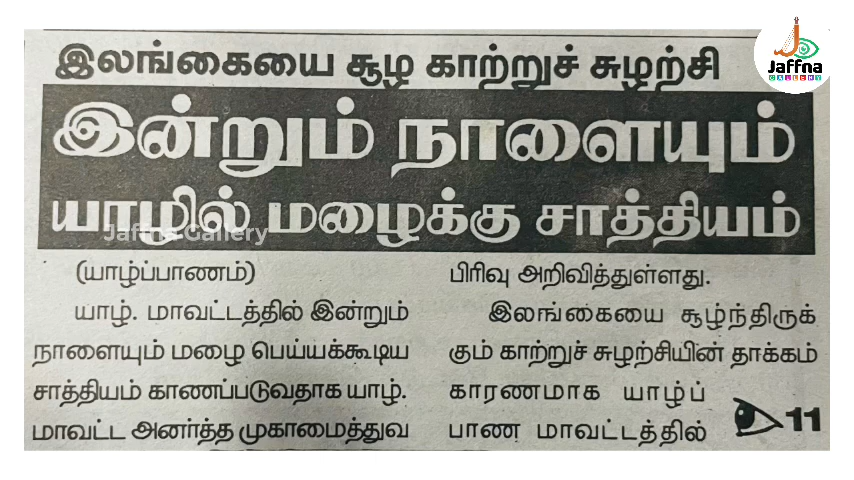 இலங்கையை சூழ காற்றுச் சுழற்சி
இன்றும் நாளையும்
யாழில் மழைக்கு சாத்தியம்
(யாழ்ப்பாணம்)
யாழ். மாவட்டத்தில் இன்றும்
நாளையும் மழை பெய்யக்கூடிய
சாத்தியம் காணப்படுவதாக யாழ்.
மாவட்ட அனர்த்த முகாமைத்துவ
பிரிவு அறிவித்துள்ளது.
இலங்கையை சூழ்ந்திருக்
கும் காற்றுச் சுழற்சியின் தாக்கம்
காரணமாக யாழ்ப்
பாண மாவட்டத்தில்
11
Jaffna
GALLERY
Jaffna Gallery